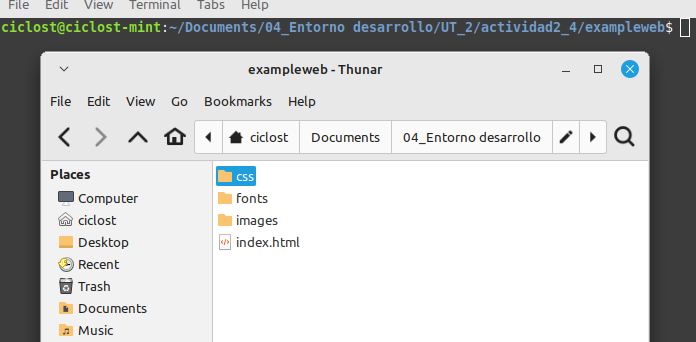 File Edit View Terminal Tabs Help
ciclost@ciclost-mint:~/Documents/04_Entorno desarrollo/UT_2/actividad2_4/exampleweb$
exampleweb - Thunar
File Edit View Go Bookmarks Help
ciclost Documents 04_Entorno desarrollo
Places
Computer
ciclost
Desktop
Recent
Trash
Documents
Music
css
fonts
images
index.html